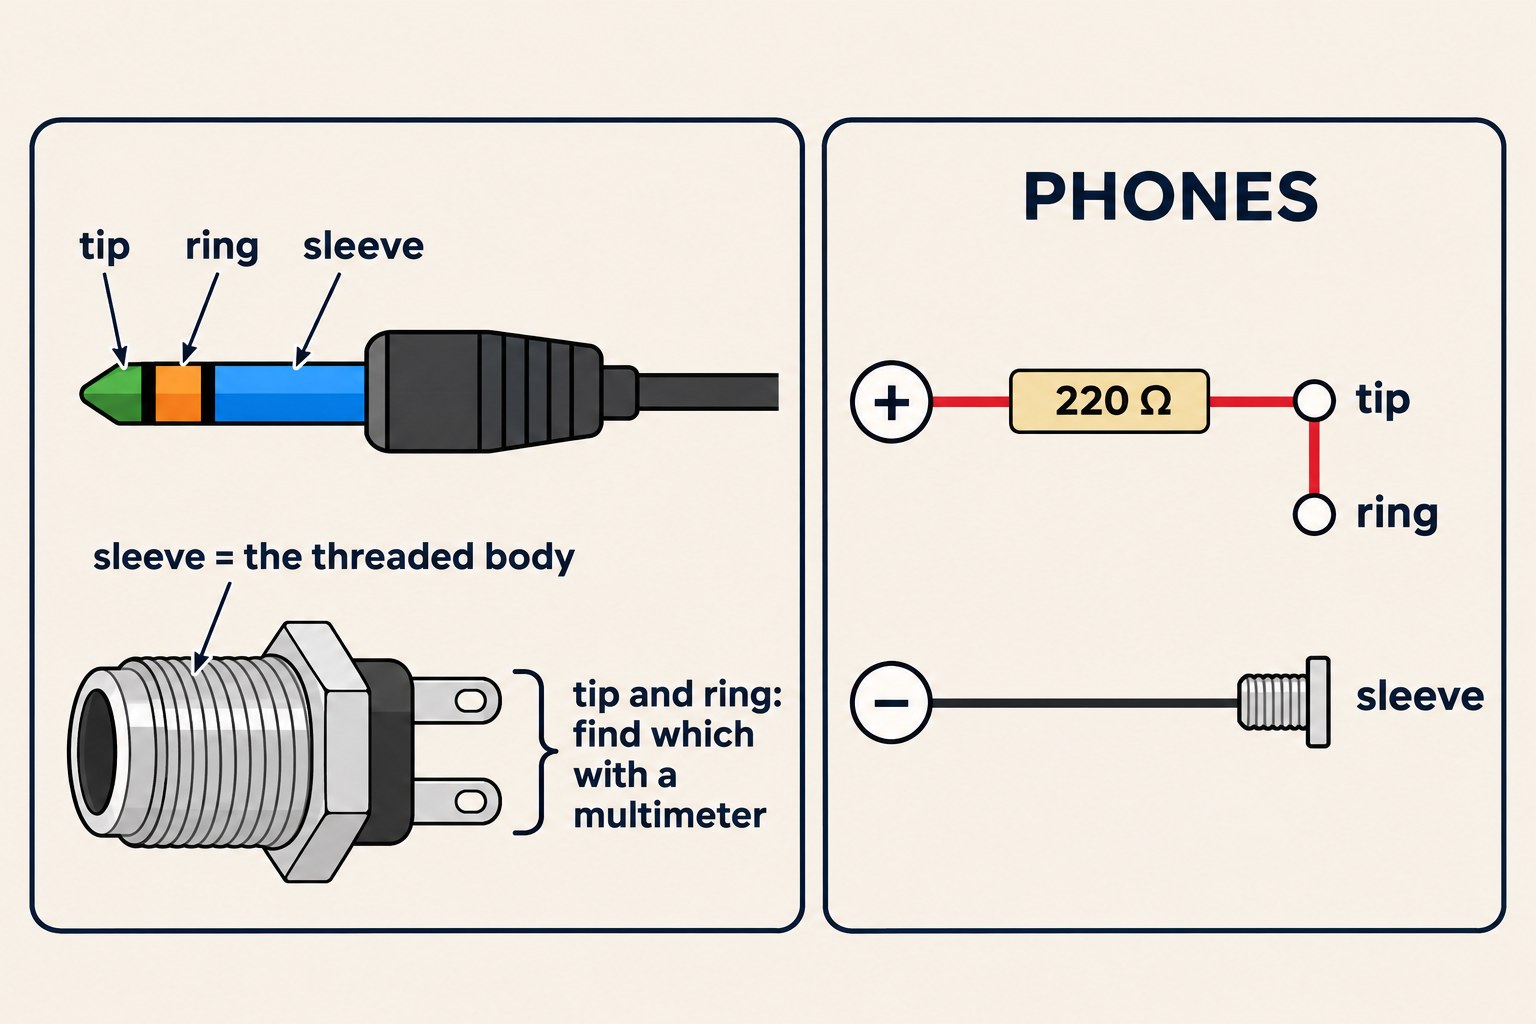 tip ring sleeve
sleeve = the threaded body
tip and ring:
find which
with a
multimeter
PHONES
+
220 Ω
tip
ring
−
sleeve